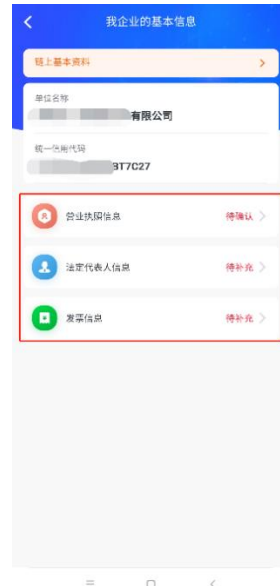 我企业的基本信息
链上基本资料
单位名称
有限公司
统一信用代码
3T7C27
营业执照信息
待确认
法定代表人信息
待补充
发票信息
待补充